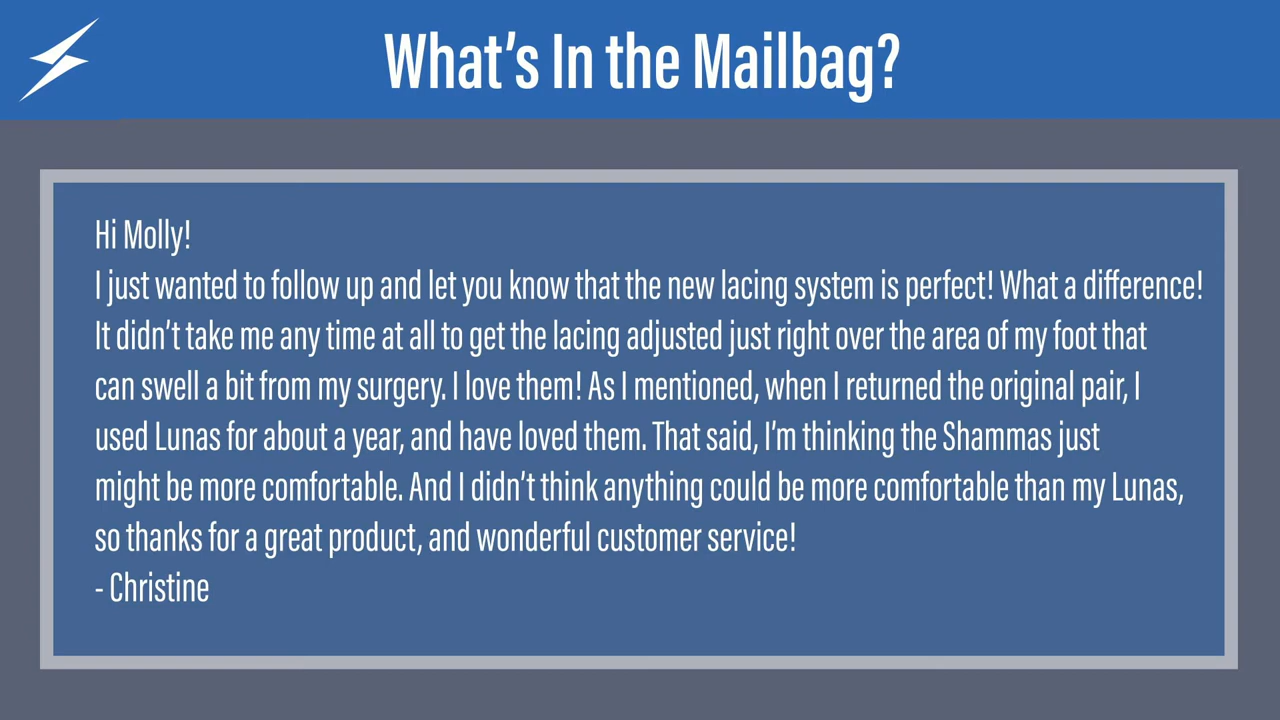 What's In the Mailbag?
Hi Molly!
I just wanted to follow up and let you know that the new lacing system is perfect! What a difference!
It didn't take me any time at all to get the lacing adjusted just right over the area of my foot that
can swell a bit from my surgery. I love them! As I mentioned, when I returned the original pair, I
used Lunas for about a year, and have loved them. That said, I'm thinking the Shammas just
might be more comfortable. And I didn't think anything could be more comfortable than my Lunas,
so thanks for a great product, and wonderful customer service!
- Christine